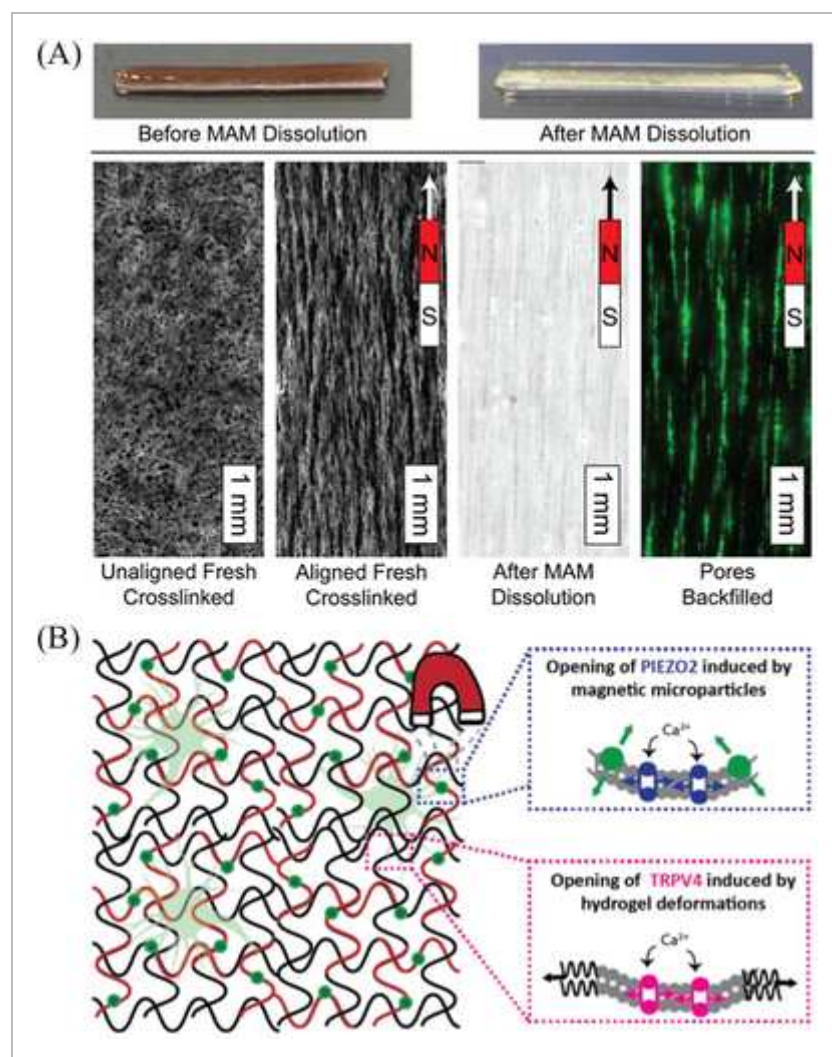 (A)
Before MAM Dissolution
After MAM Dissolution
N
S
1 mm
N
S
1 mm
N
S
1 mm
1 mm
Unaligned Fresh
Crosslinked
Aligned Fresh
Crosslinked
After MAM
Dissolution
Pores
Backfilled
(B)
Opening of PIEZO2 induced by
magnetic microparticles
Ca²⁺
Opening of TRPV4 induced by
hydrogel deformations
Ca²⁺